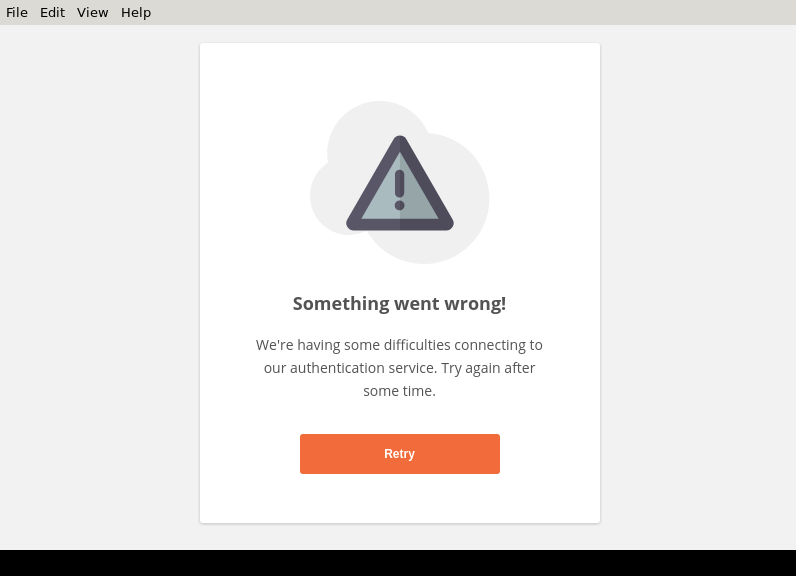 File Edit View Help
Something went wrong!
We're having some difficulties connecting to
our authentication service. Try again after
some time.
Retry